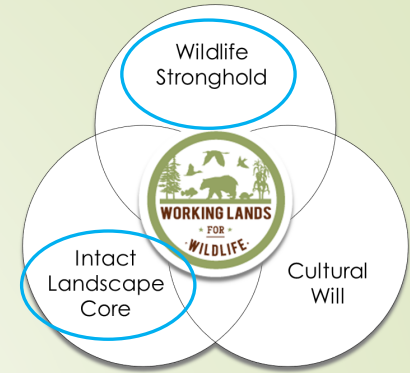 Wildlife
Stronghold
WORKING LANDS
FOR
WILDLIFE
Intact
Landscape
Core
Cultural
Will